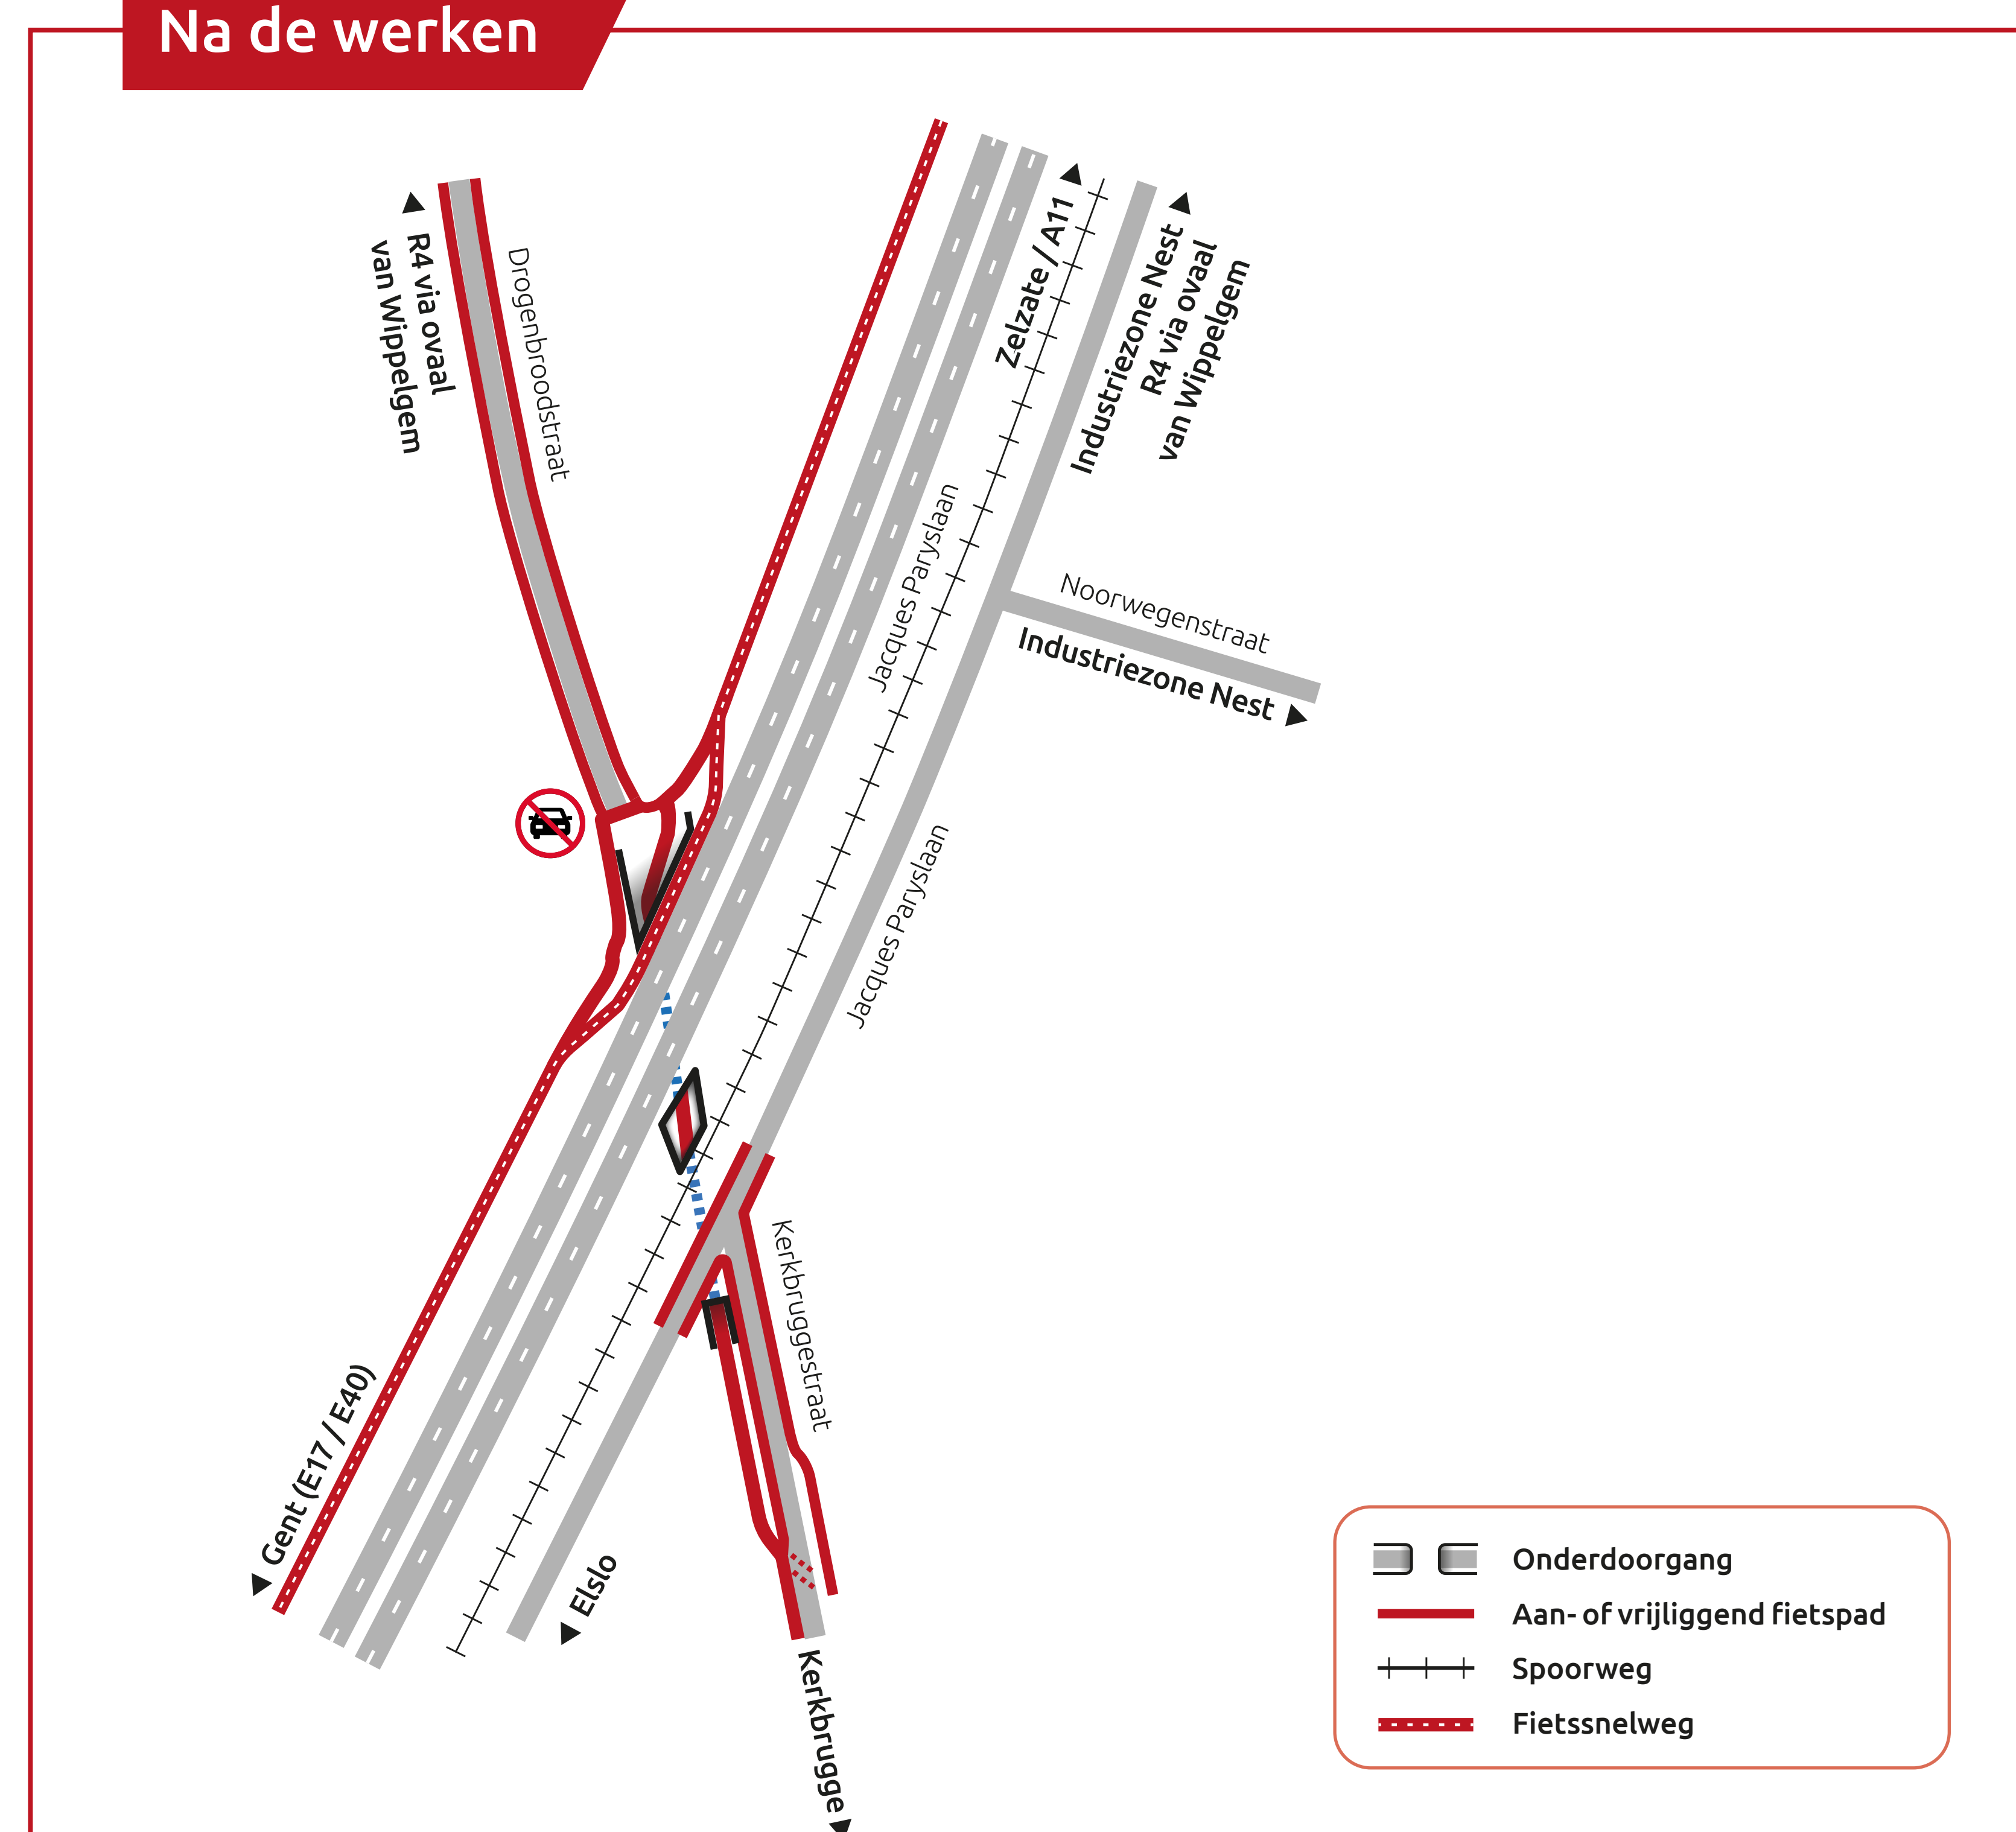 Na de werken
R4 via ovaal
van Wippelgem
Drogenbroodstraat
Zelzate / A11
Industriezone Nest
R4 via ovaal
van Wippelgem
Jacques Paryslaan
Noorwegenstraat
Industriezone Nest
Jacques Paryslaan
Kerkbruggestraat
Gent (E17 // E40)
Elslo
Kerkbrugge
Onderdoorgang
Aan- of vrijliggend fietspad
Spoorweg
Fietssnelweg